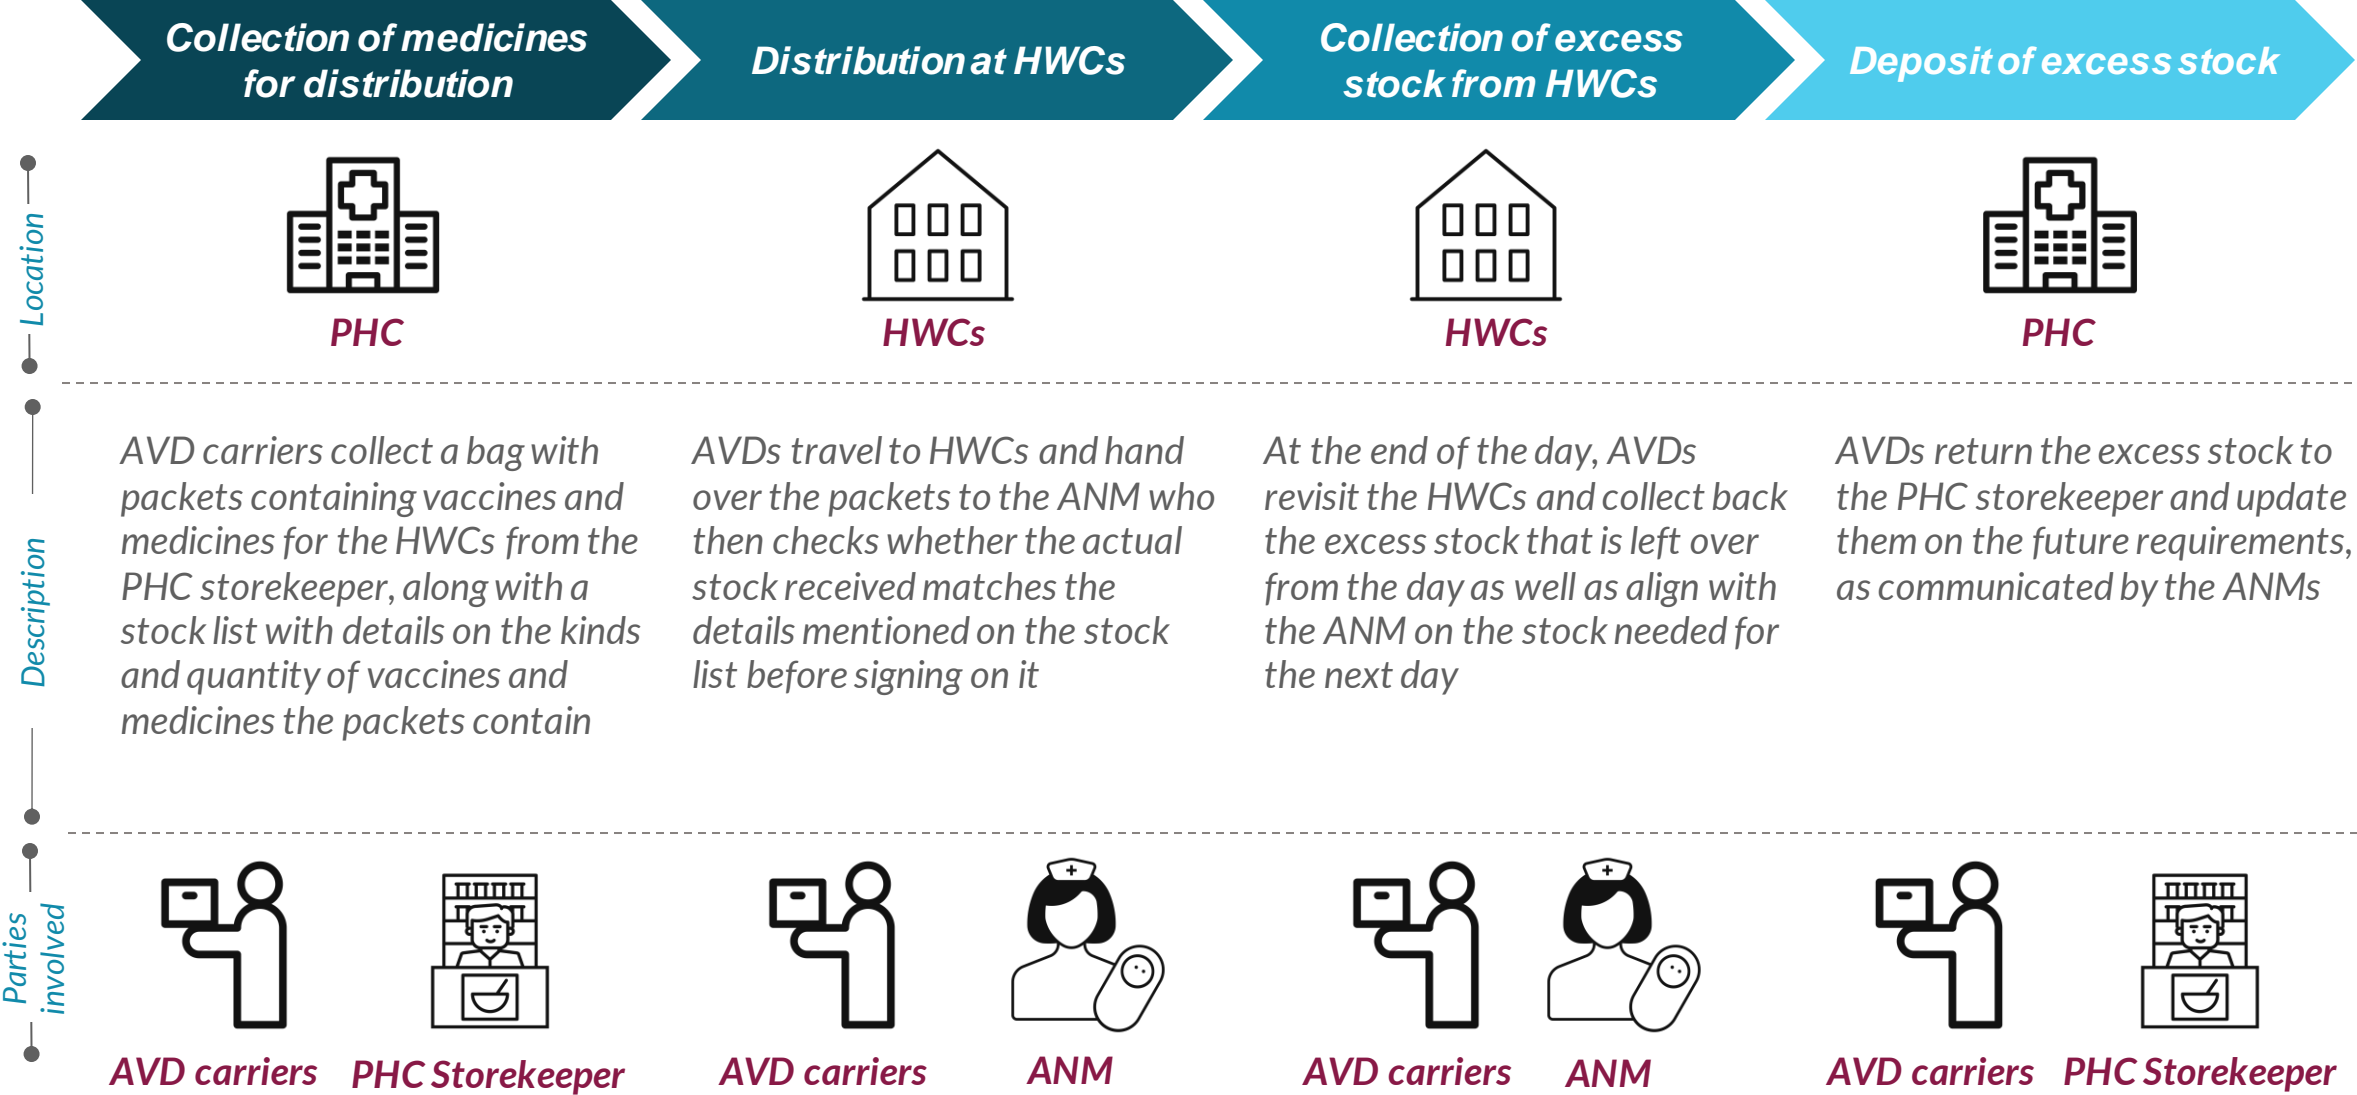 Collection of medicines
for distribution
Distribution at HWCs
Collection of excess
stock from HWCs
Deposit of excess stock
Location
PHC
HWCs
HWCs
PHC
Description
AVD carriers collect a bag with
packets containing vaccines and
medicines for the HWCs from the
PHC storekeeper, along with a
stock list with details on the kinds
and quantity of vaccines and
medicines the packets contain
AVDs travel to HWCs and hand
over the packets to the ANM who
then checks whether the actual
stock received matches the
details mentioned on the stock
list before signing on it
At the end of the day, AVDs
revisit the HWCs and collect back
the excess stock that is left over
from the day as well as align with
the ANM on the stock needed for
the next day
AVDs return the excess stock to
the PHC storekeeper and update
them on the future requirements,
as communicated by the ANMs
Parties
involved
AVD carriers
PHC Storekeeper
AVD carriers
ANM
AVD carriers
ANM
AVD carriers
PHC Storekeeper